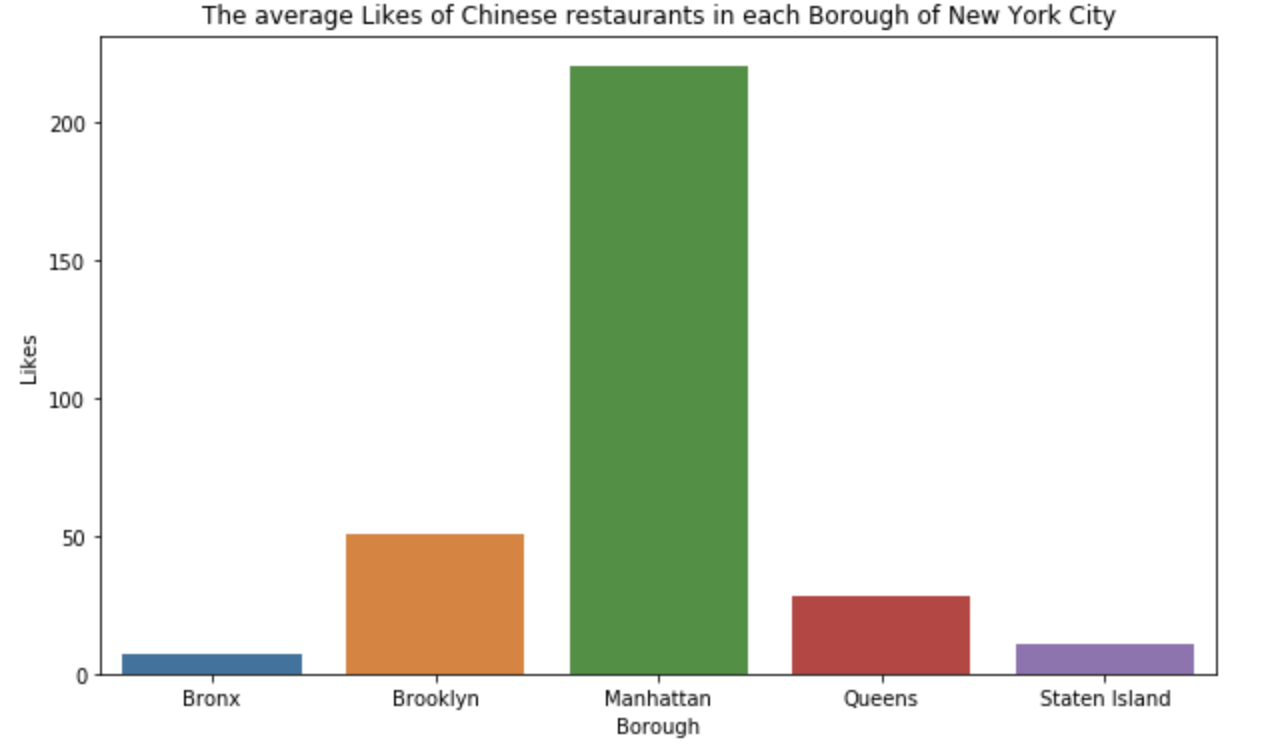 The average Likes of Chinese restaurants in each Borough of New York City
200
150
100
50
0
Likes
Bronx
Brooklyn
Manhattan
Queens
Staten Island
Borough